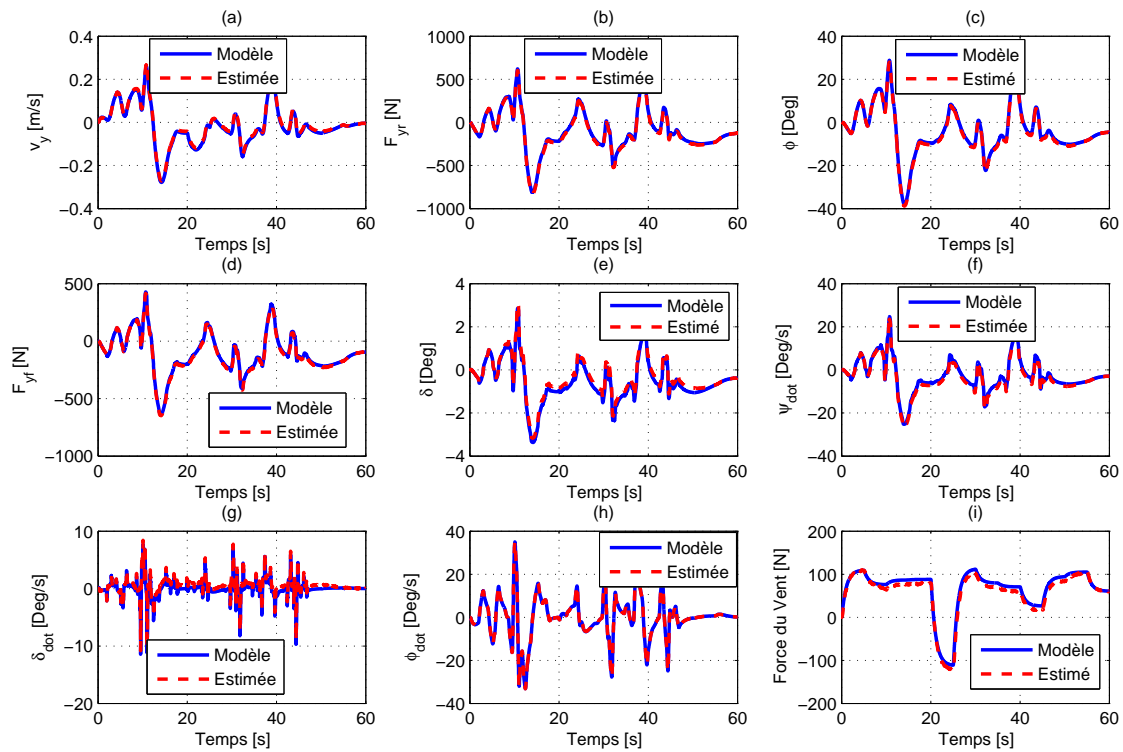 (a)
0.4
0.2
0
−0.2
−0.4
v_y [m/s]
0 20 40 60
Temps [s]
Modèle
Estimée
(b)
1000
500
0
−500
−1000
F_yr [N]
0 20 40 60
Temps [s]
Modèle
Estimée
(c)
40
20
0
−20
−40
ϕ [Deg]
0 20 40 60
Temps [s]
Modèle
Estimé
(d)
500
0
−500
−1000
F_yf [N]
0 20 40 60
Temps [s]
Modèle
Estimée
(e)
4
2
0
−2
−4
δ [Deg]
0 20 40 60
Temps [s]
Modèle
Estimé
(f)
40
20
0
−20
−40
ψ_dot [Deg/s]
0 20 40 60
Temps [s]
Modèle
Estimée
(g)
10
0
−10
−20
δ_dot [Deg/s]
0 20 40 60
Temps [s]
Modèle
Estimée
(h)
40
20
0
−20
−40
ϕ_dot [Deg/s]
0 20 40 60
Temps [s]
Modèle
Estimée
(i)
200
100
0
−100
−200
Force du Vent [N]
0 20 40 60
Temps [s]
Modèle
Estimé